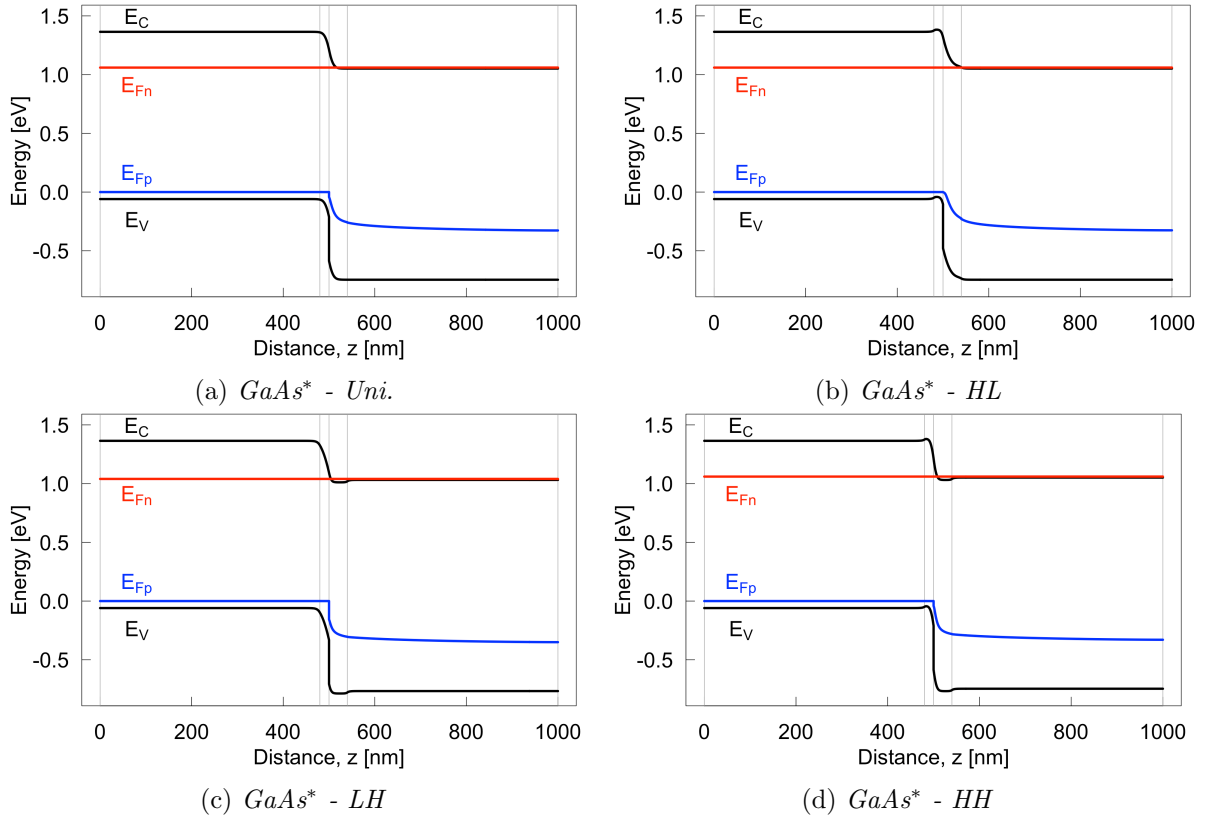 1.5
1.0
0.5
0.0
-0.5
Energy [eV]
E_C
E_Fn
E_Fp
E_V
0 200 400 600 800 1000
Distance, z [nm]
(a) GaAs* - Uni.
1.5
1.0
0.5
0.0
-0.5
Energy [eV]
E_C
E_Fn
E_Fp
E_V
0 200 400 600 800 1000
Distance, z [nm]
(b) GaAs* - HL
1.5
1.0
0.5
0.0
-0.5
Energy [eV]
E_C
E_Fn
E_Fp
E_V
0 200 400 600 800 1000
Distance, z [nm]
(c) GaAs* - LH
1.5
1.0
0.5
0.0
-0.5
Energy [eV]
E_C
E_Fn
E_Fp
E_V
0 200 400 600 800 1000
Distance, z [nm]
(d) GaAs* - HH